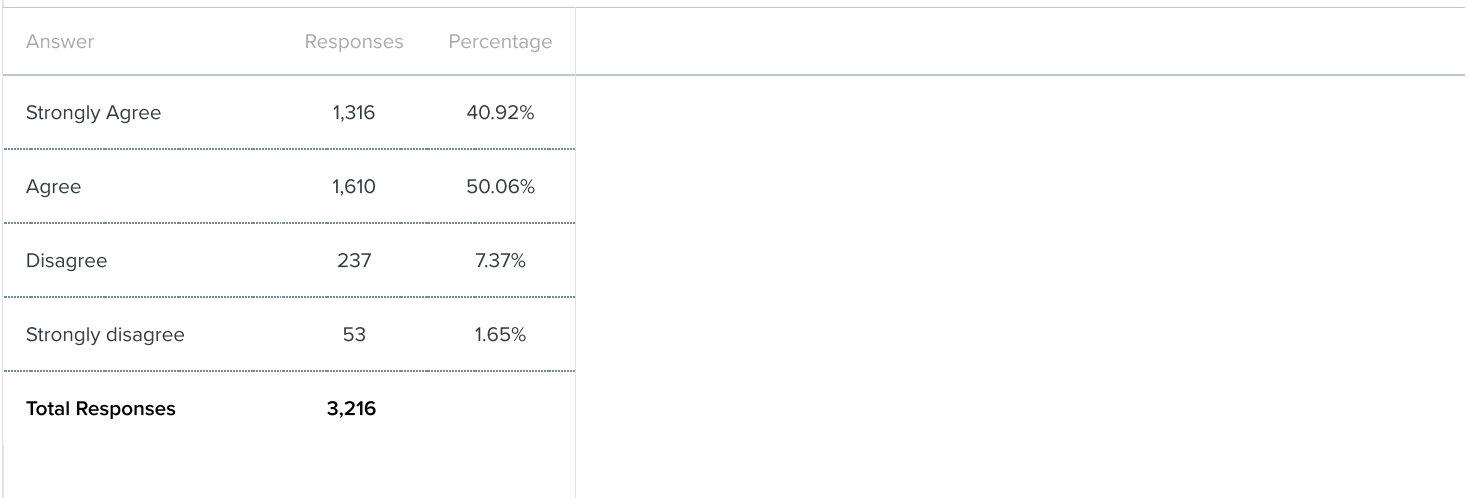 Answer Responses Percentage
Strongly Agree 1,316 40.92%
Agree 1,610 50.06%
Disagree 237 7.37%
Strongly disagree 53 1.65%
Total Responses 3,216